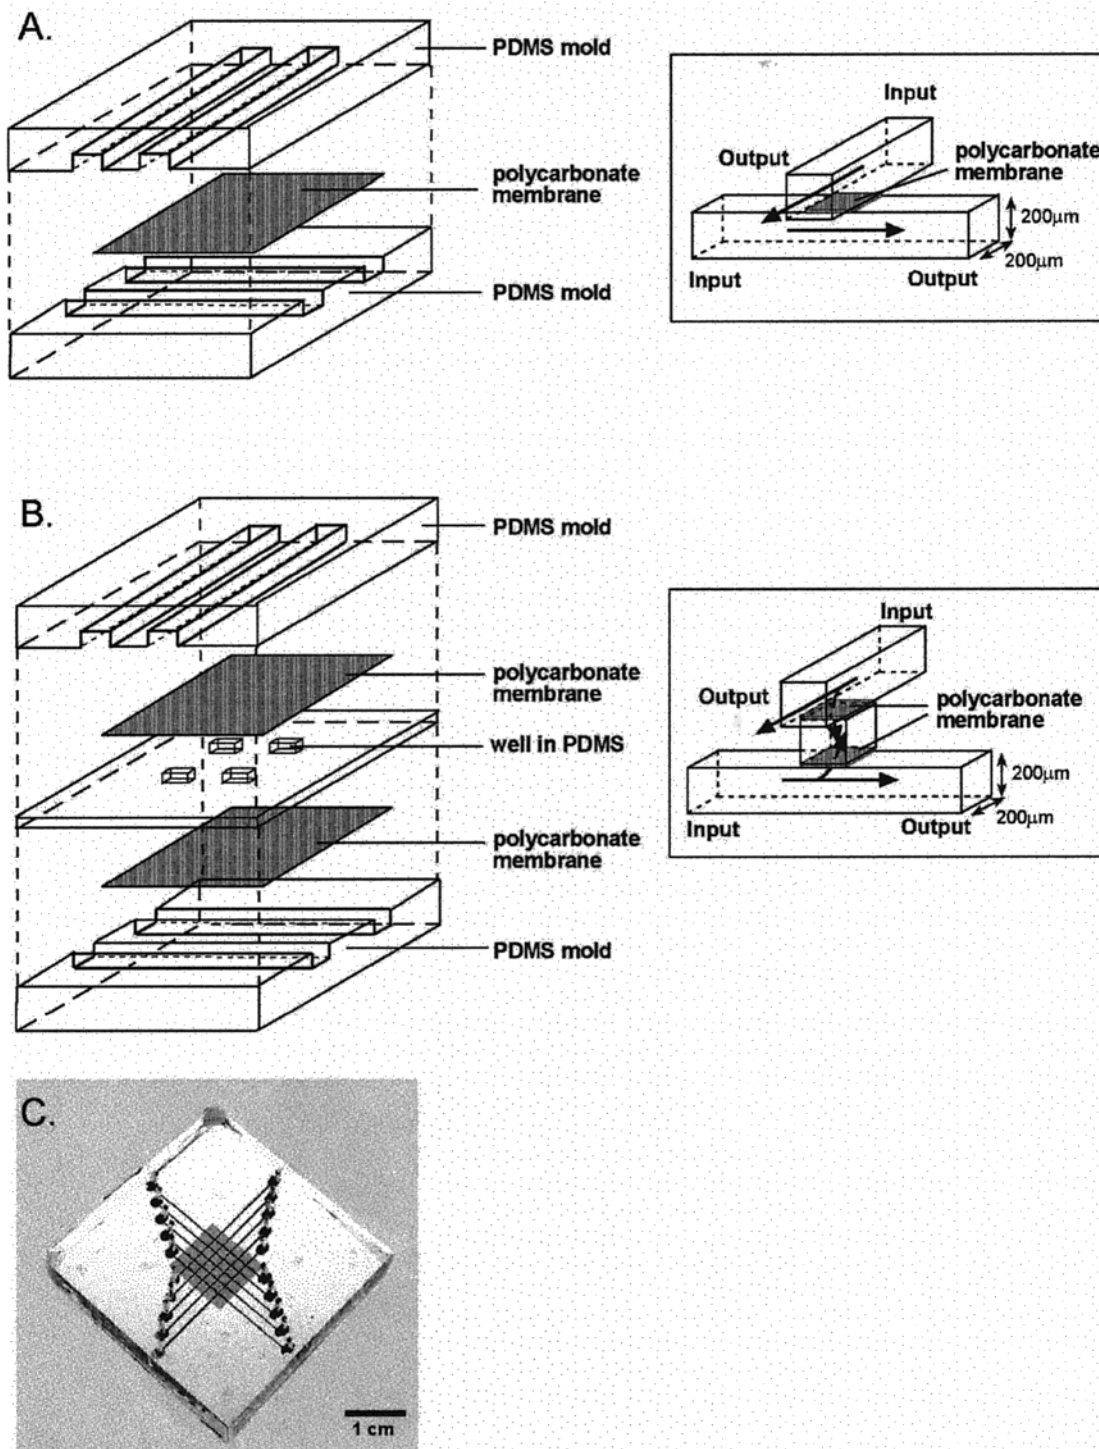 A.
PDMS mold
polycarbonate
membrane
PDMS mold
Input
Output
polycarbonate
membrane
200μm
200μm
Input
Output
B.
PDMS mold
polycarbonate
membrane
well in PDMS
polycarbonate
membrane
PDMS mold
Input
Output
polycarbonate
membrane
200μm
200μm
Input
Output
C.
1 cm